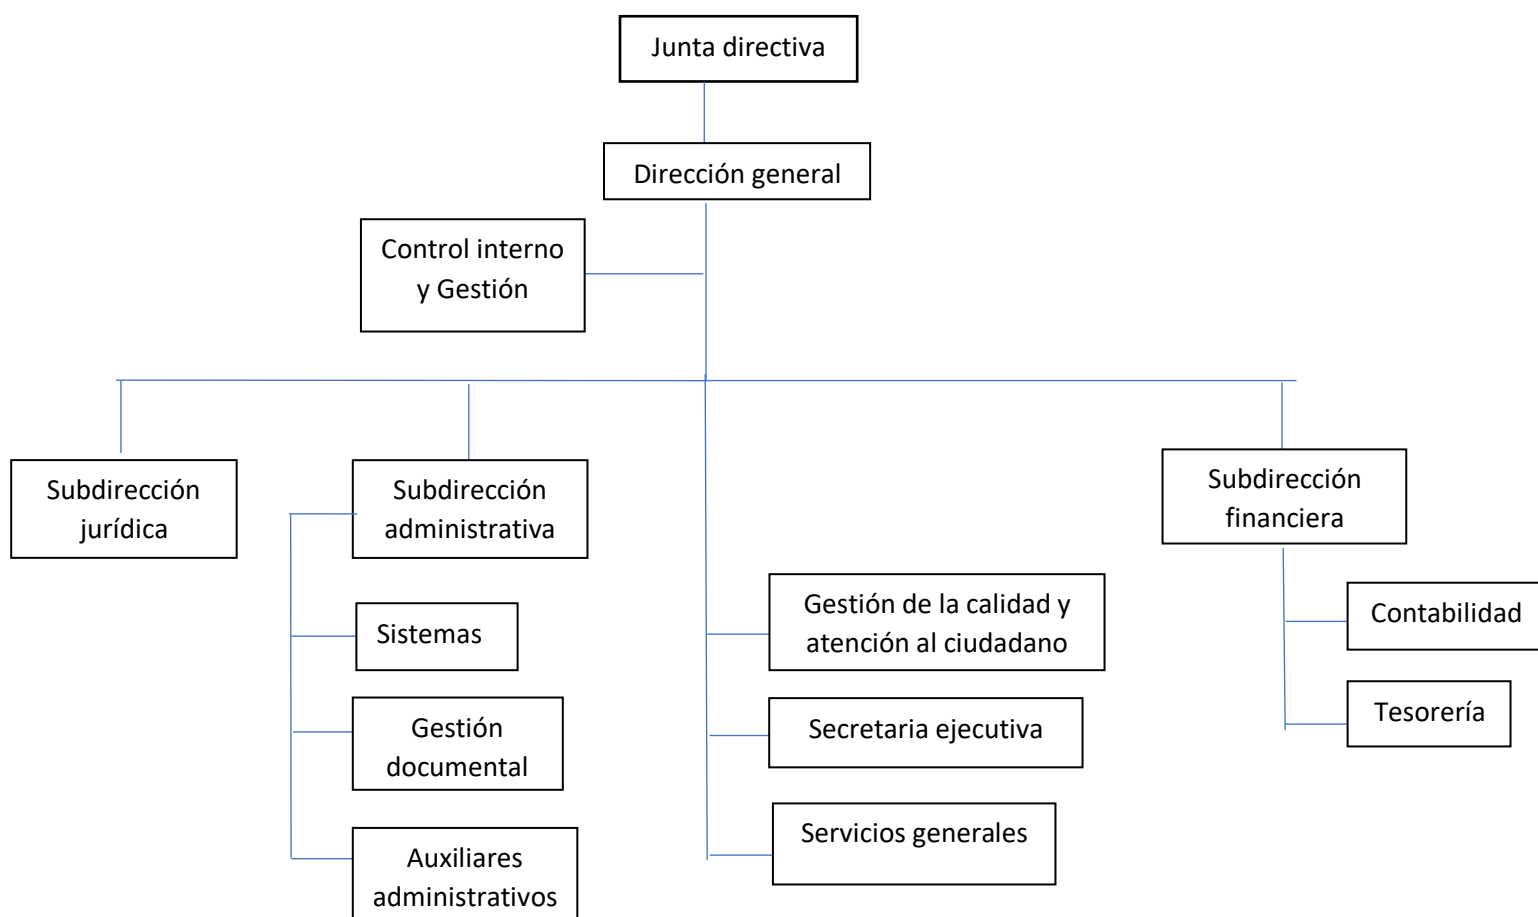 Junta directiva
Dirección general
Control interno
y Gestión
Subdirección
jurídica
Subdirección
administrativa
Subdirección
financiera
Sistemas
Gestión
documental
Auxiliares
administrativos
Gestión de la calidad y
atención al ciudadano
Secretaria ejecutiva
Servicios generales
Contabilidad
Tesorería